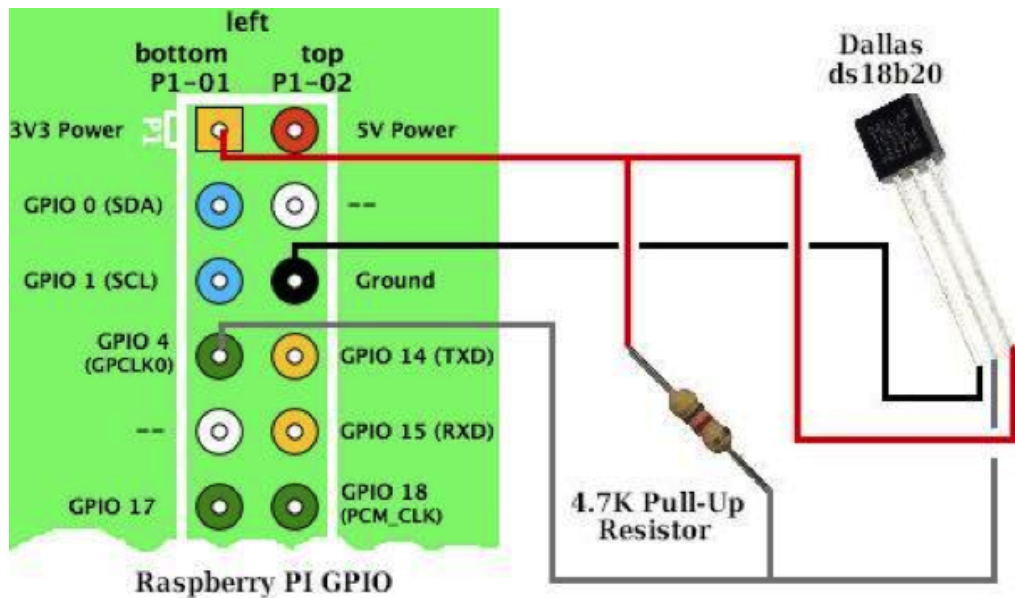 left
bottom
top
P1-01
P1-02
3V3 Power
P1
5V Power
GPIO 0 (SDA)
--
GPIO 1 (SCL)
Ground
GPIO 4
(GPCLK0)
GPIO 14 (TXD)
--
GPIO 15 (RXD)
GPIO 17
GPIO 18
(PCM_CLK)
Raspberry PI GPIO
Dallas
ds18b20
4.7K Pull-Up
Resistor